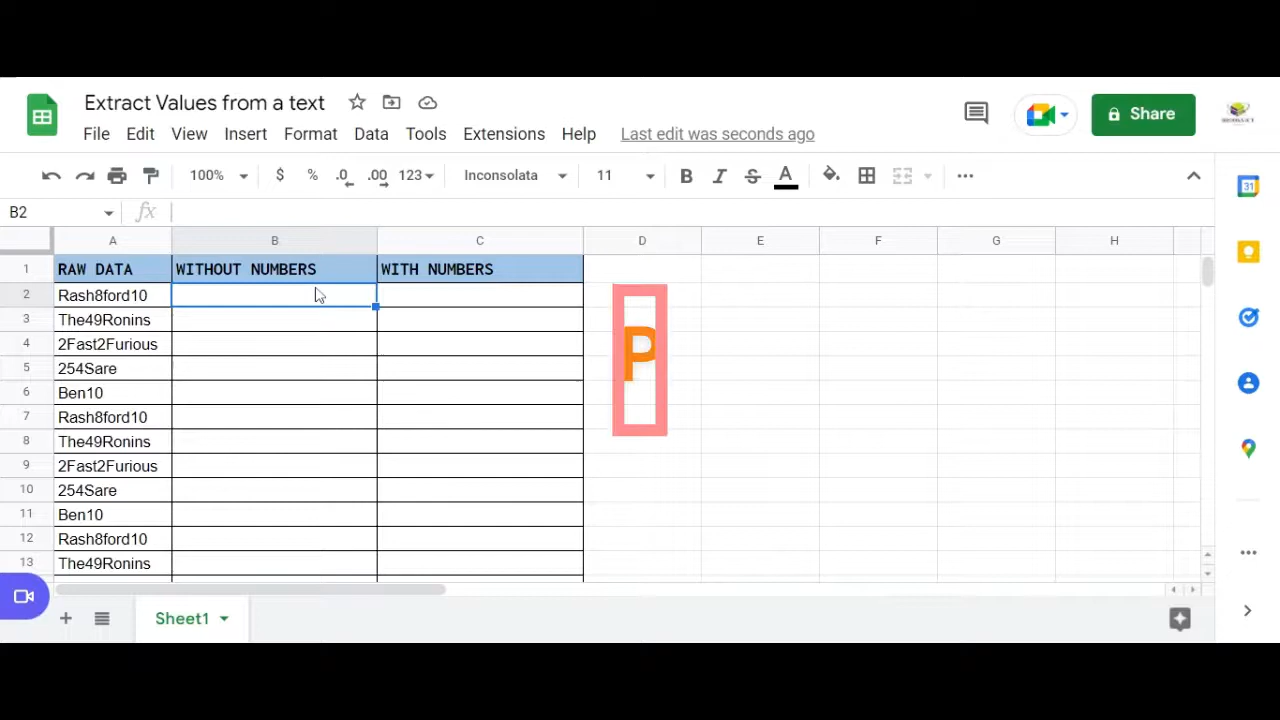 Extract Values from a text
File Edit View Insert Format Data Tools Extensions Help Last edit was seconds ago
Share
100% $ % .0 .00 123 Inconsolata 11 B I S A
B2 fx
A B C D E F G H
1 RAW DATA WITHOUT NUMBERS WITH NUMBERS
2 Rash8ford10
3 The49Ronins
4 2Fast2Furious
5 254Sare
6 Ben10
7 Rash8ford10
8 The49Ronins
9 2Fast2Furious
10 254Sare
11 Ben10
12 Rash8ford10
13 The49Ronins
P
Sheet1
31